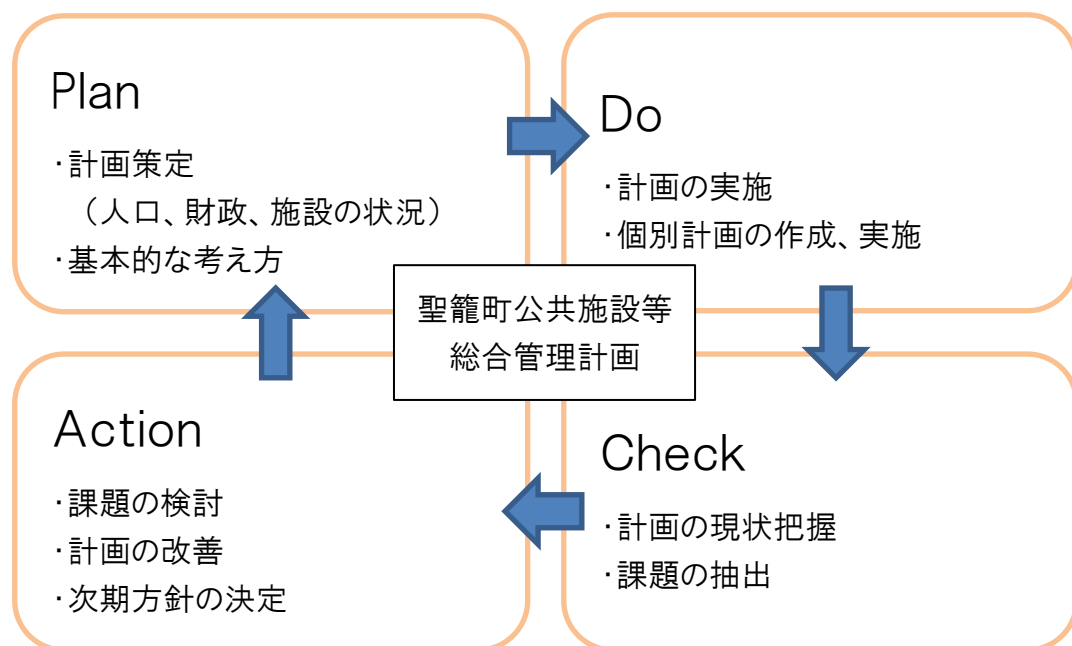 Plan
・計画策定
（人口、財政、施設の状況）
・基本的な考え方
Do
・計画の実施
・個別計画の作成、実施
聖籠町公共施設等
総合管理計画
Action
・課題の検討
・計画の改善
・次期方針の決定
Check
・計画の現状把握
・課題の抽出